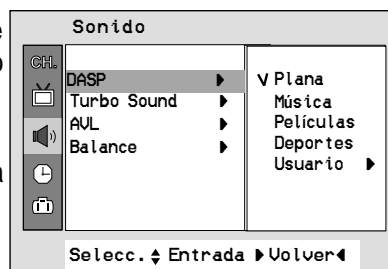 Sonido
CH.
DASP
Turbo Sound
AVL
Balance
V Plana
Música
Películas
Deportes
Usuario
Selecc. Entrada Volver